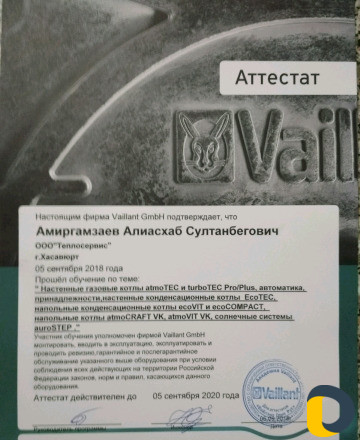 Аттестат
Vail
Настоящим фирма Vaillant GmbH подтверждает, что
Амиргамзаев Алиасхаб Султанбегович
ООО"Теплосервис"
г.Хасавюрт
05 сентября 2018 года
Прошёл обучение по теме:
" Настенные газовые котлы atmoTEC и turboTEC Pro/Plus, автоматика,
принадлежности,настенные конденсационные котлы EcoTEC,
напольные конденсационные котлы ecoVIT и ecoCOMPACT,
напольные котлы atmoCRAFT VK, atmoVIT VK, солнечные системы
auroSTEP ."
Участник обучения уполномочен фирмой Vaillant GmbH
монтировать, вводить в эксплуатацию, эксплуатировать и
проводить ревизию,гарантийное и послегарантийное
обслуживание указанного выше оборудования при условии
соблюдения всех действующих на территории Российской
Федерации законов, норм и правил, касающихся данного
оборудования.
Аттестат действителен до 05 сентября 2020 года
Vaillant
Руководитель программы
Дата